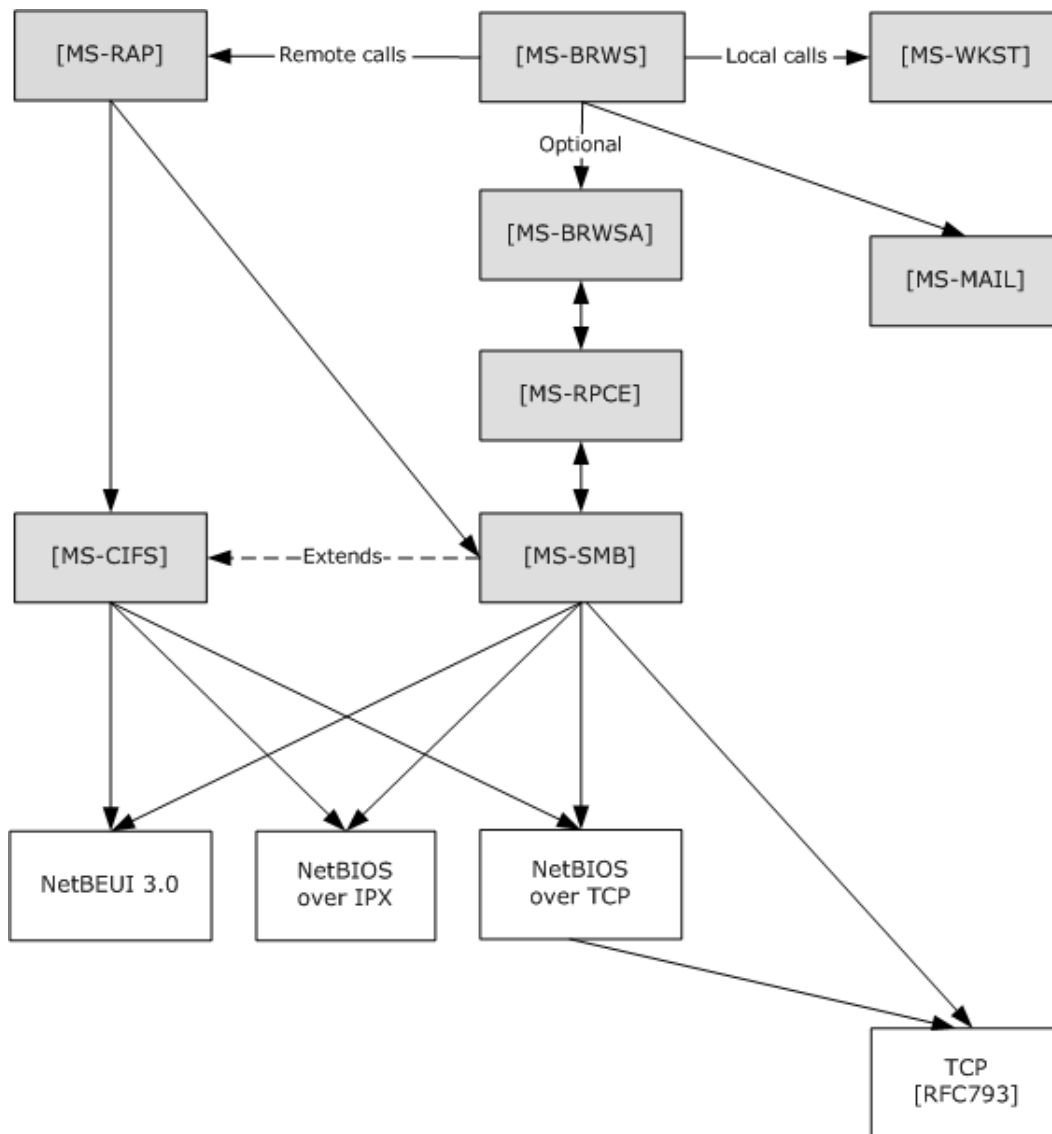 [MS-RAP]
Remote calls
[MS-BRWS]
Local calls
[MS-WKST]
Optional
[MS-BRWSA]
[MS-MAIL]
[MS-RPCE]
[MS-CIFS]
Extends
[MS-SMB]
NetBEUI 3.0
NetBIOS
over IPX
NetBIOS
over TCP
TCP
[RFC793]